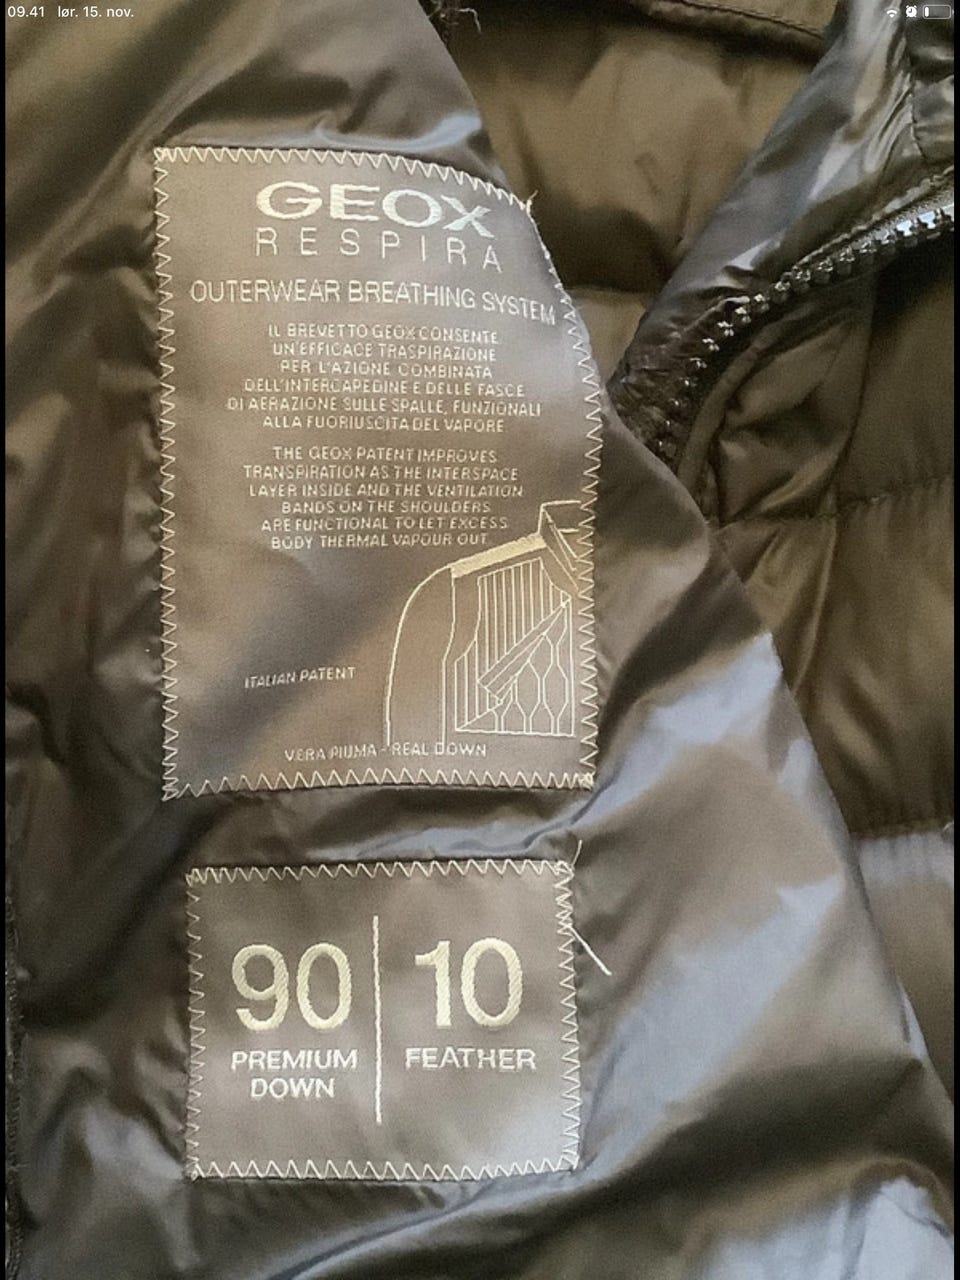 09.41 lør. 15. nov.
GEOX
RESPIRA
OUTERWEAR BREATHING SYSTEM
IL BREVETTO GEOX CONSENTE
UN'EFFICACE TRASPIRAZIONE
PER L'AZIONE COMBINATA
DELL'INTERCAPEDINE E DELLE FASCE
DI AERAZIONE SULLE SPALLE, FUNZIONALI
ALLA FUORIUSCITA DEL VAPORE
THE GEOX PATENT IMPROVES
TRANSPIRATION AS THE INTERSPACE
LAYER INSIDE AND THE VENTILATION
BANDS ON THE SHOULDERS
ARE FUNCTIONAL TO LET EXCESS
BODY THERMAL VAPOUR OUT.
ITALIAN PATENT
VERA PIUMA - REAL DOWN
90
PREMIUM
DOWN
10
FEATHER